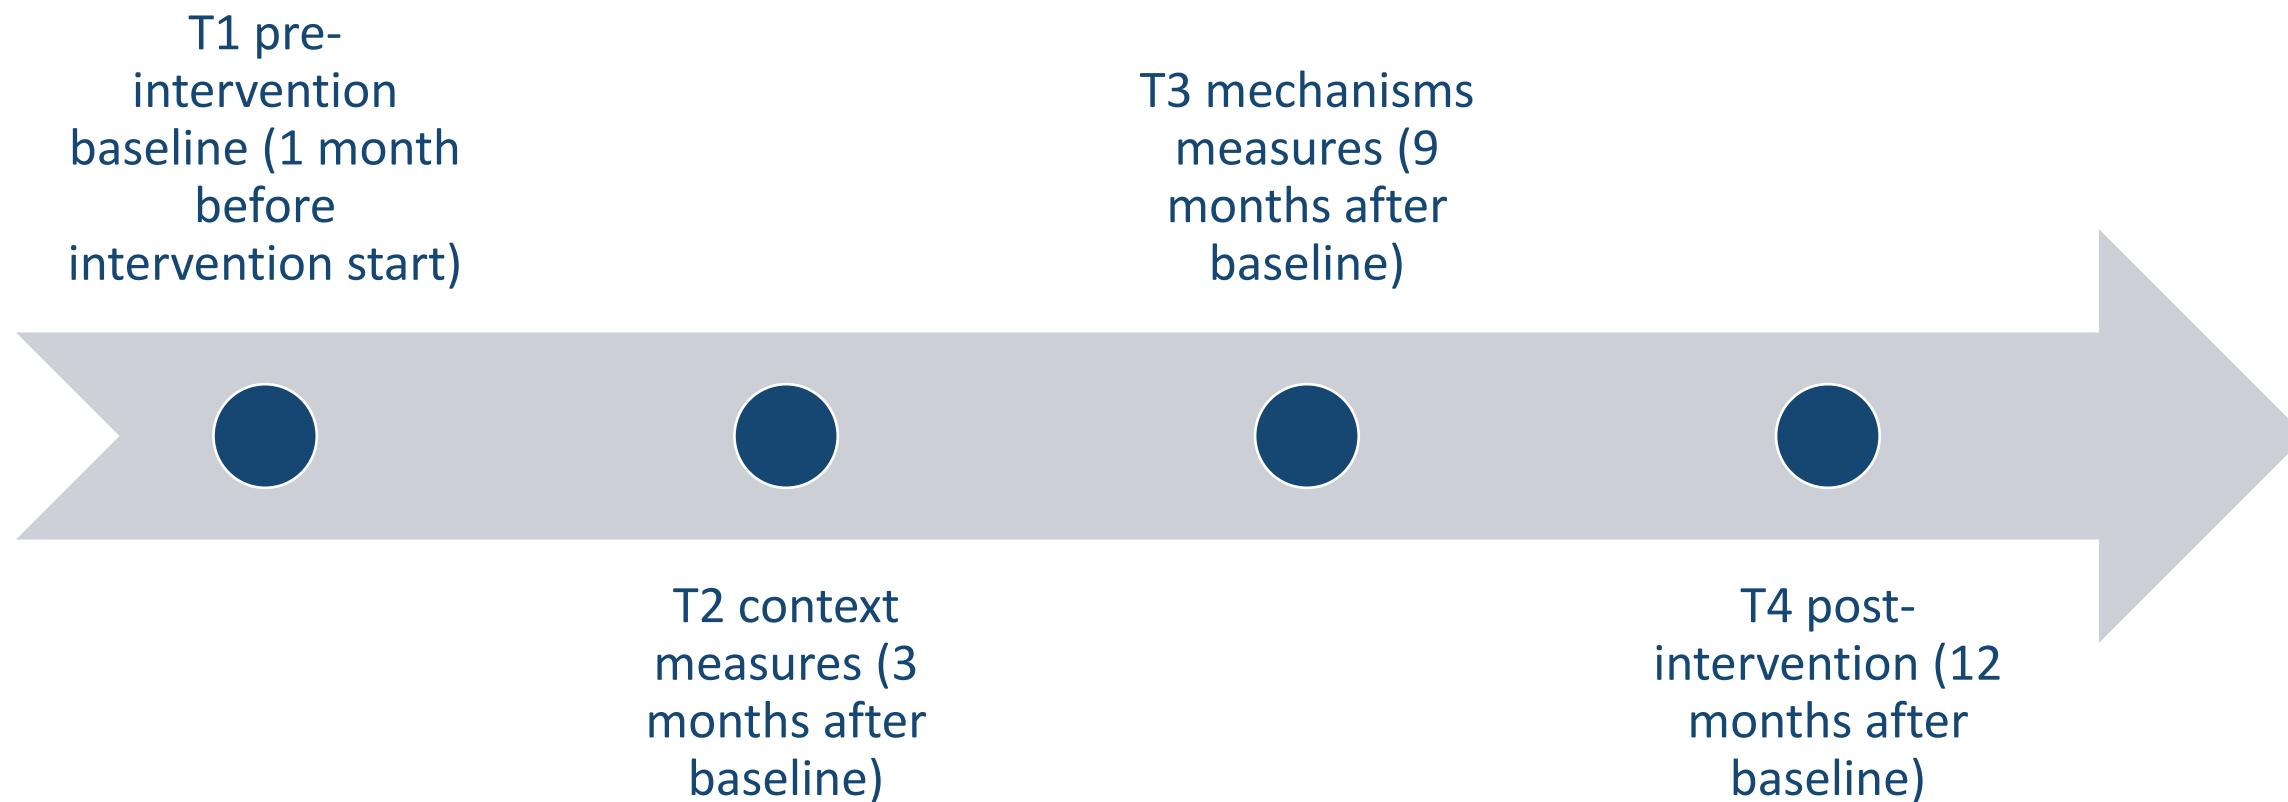 T1 pre-
intervention
baseline (1 month
before
intervention start)
T2 context
measures (3
months after
baseline)
T3 mechanisms
measures (9
months after
baseline)
T4 post-
intervention (12
months after
baseline)